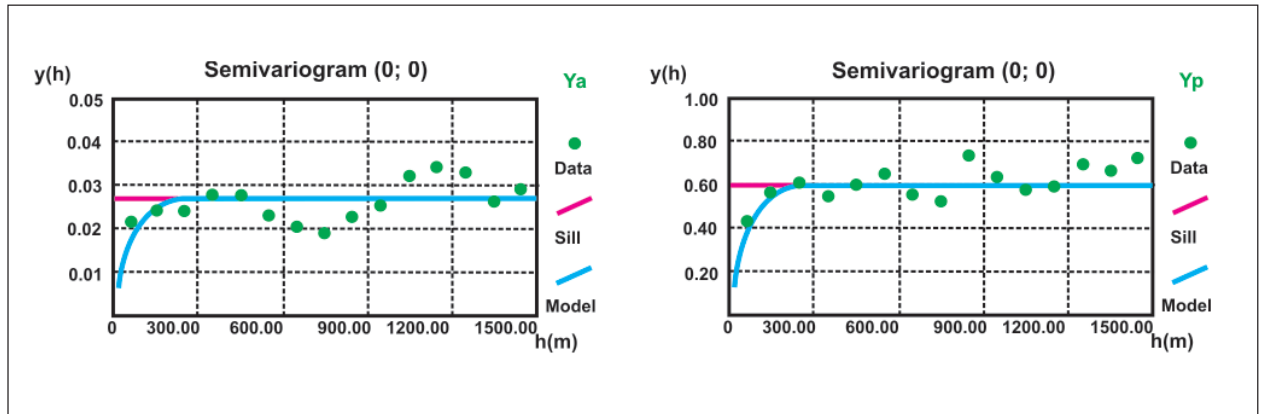 Semivariogram (0; 0)
y(h)
Ya
0.05
0.04
0.03
0.02
0.01
Data
Sill
Model
0 300.00 600.00 900.00 1200.00 1500.00
h(m)
Semivariogram (0; 0)
y(h)
Yp
1.00
0.80
0.60
0.40
0.20
Data
Sill
Model
0 300.00 600.00 900.00 1200.00 1500.00
h(m)